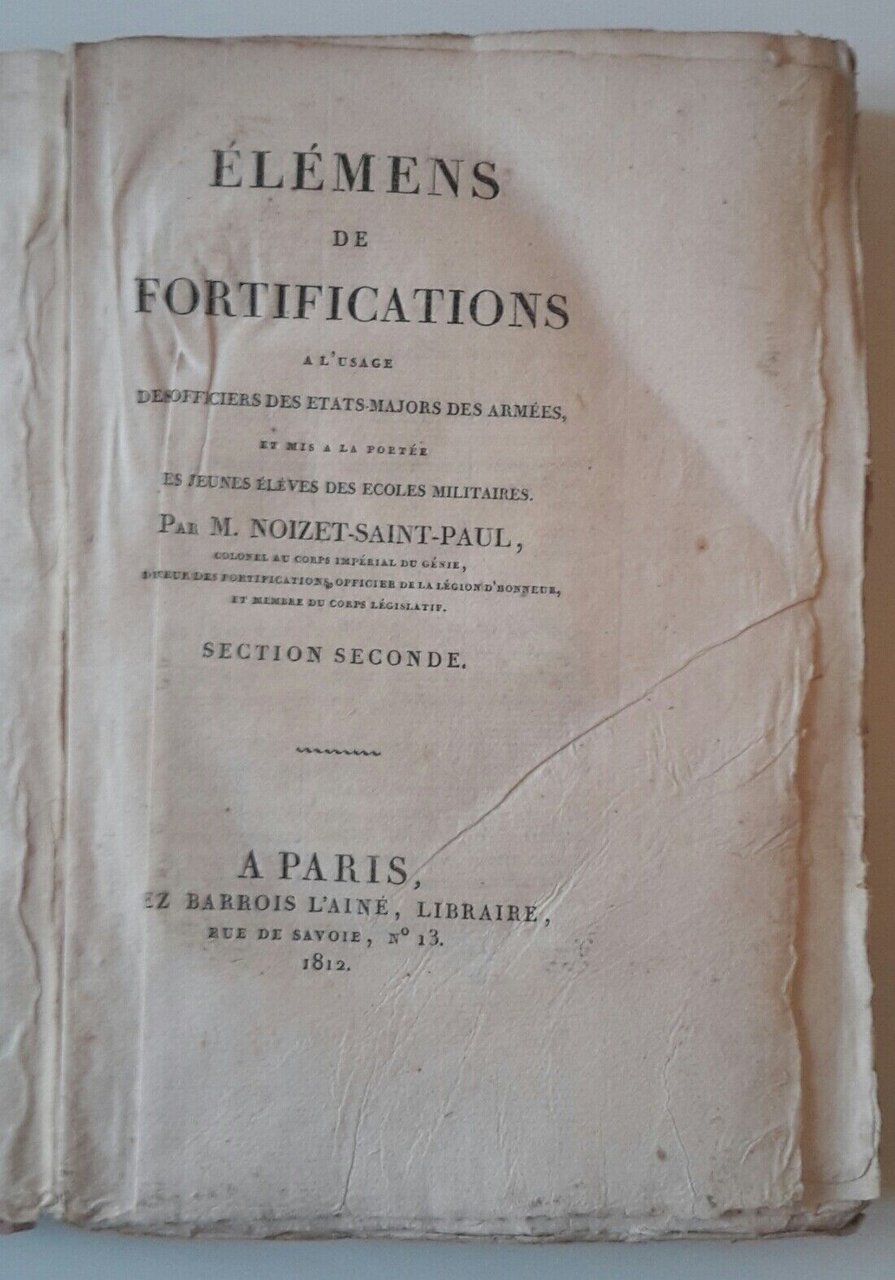 ÉLÉMENS
DE
FORTIFICATIONS
A L'USAGE
DES OFFICIERS DES ETATS-MAJORS DES ARMÉES,
ET MIS A LA PORTÉE
ES JEUNES ÉLÈVES DES ECOLES MILITAIRES.
PAR M. NOIZET-SAINT-PAUL,
COLONEL AU CORPS IMPÉRIAL DU GÉNIE,
DES FORTIFICATIONS, OFFICIER DE LA LÉGION D'HONNEUR,
ET MEMBRE DU CORPS LÉGISLATIF.
SECTION SECONDE.
A PARIS,
EZ BARROIS L'AINÉ, LIBRAIRE,
RUE DE SAVOIE, Nº 13.
1812.